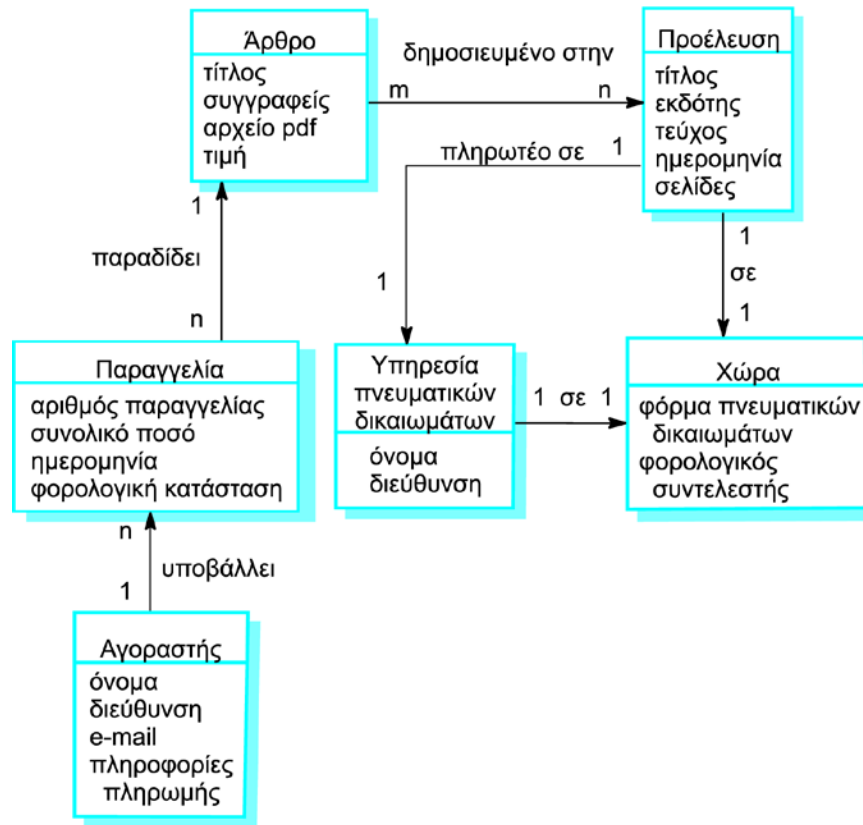 Άρθρο
τίτλος
συγγραφείς
αρχείο pdf
τιμή
δημοσιευμένο στην
m
n
Προέλευση
τίτλος
εκδότης
τεύχος
ημερομηνία
σελίδες
πληρωτέο σε
1
1
1
παραδίδει
n
1
σε
1
Παραγγελία
αριθμός παραγγελίας
συνολικό ποσό
ημερομηνία
φορολογική κατάσταση
Υπηρεσία
πνευματικών
δικαιωμάτων
όνομα
διεύθυνση
1 σε 1
Χώρα
φόρμα πνευματικών
δικαιωμάτων
φορολογικός
συντελεστής
n
υποβάλλει
1
Αγοραστής
όνομα
διεύθυνση
e-mail
πληροφορίες
πληρωμής